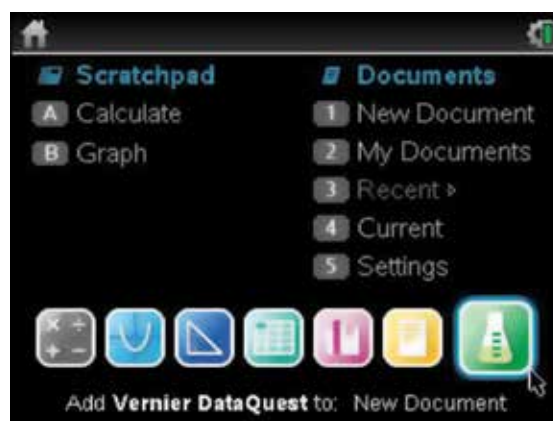 Scratchpad
A Calculate
B Graph
Documents
1 New Document
2 My Documents
3 Recent ▹
4 Current
5 Settings
Add Vernier DataQuest to: New Document